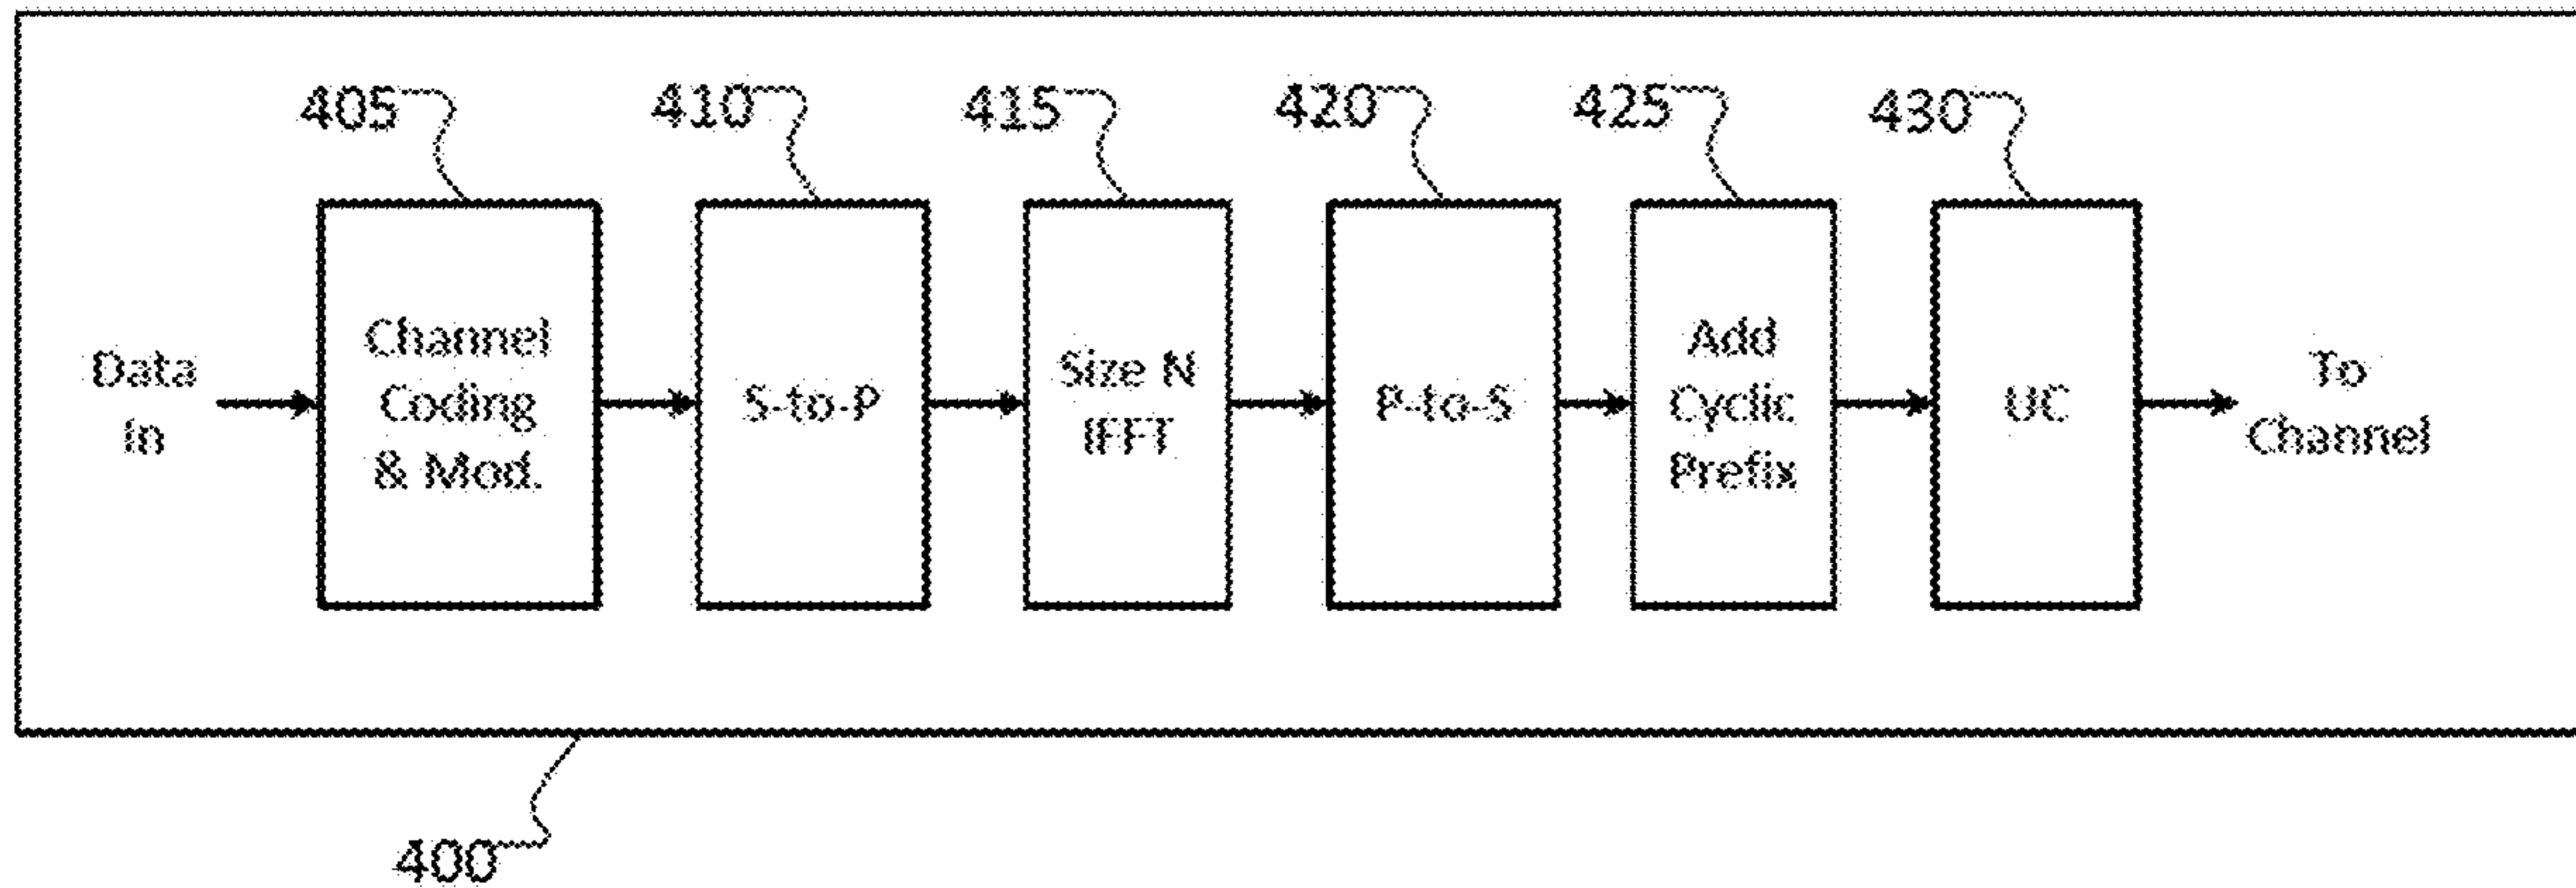 405
410
415
420
425
430
Data
In
Channel
Coding
& Mod.
S-to-P
Size N
IFFT
P-to-S
Add
Cyclic
Prefix
UC
To
Channel
400